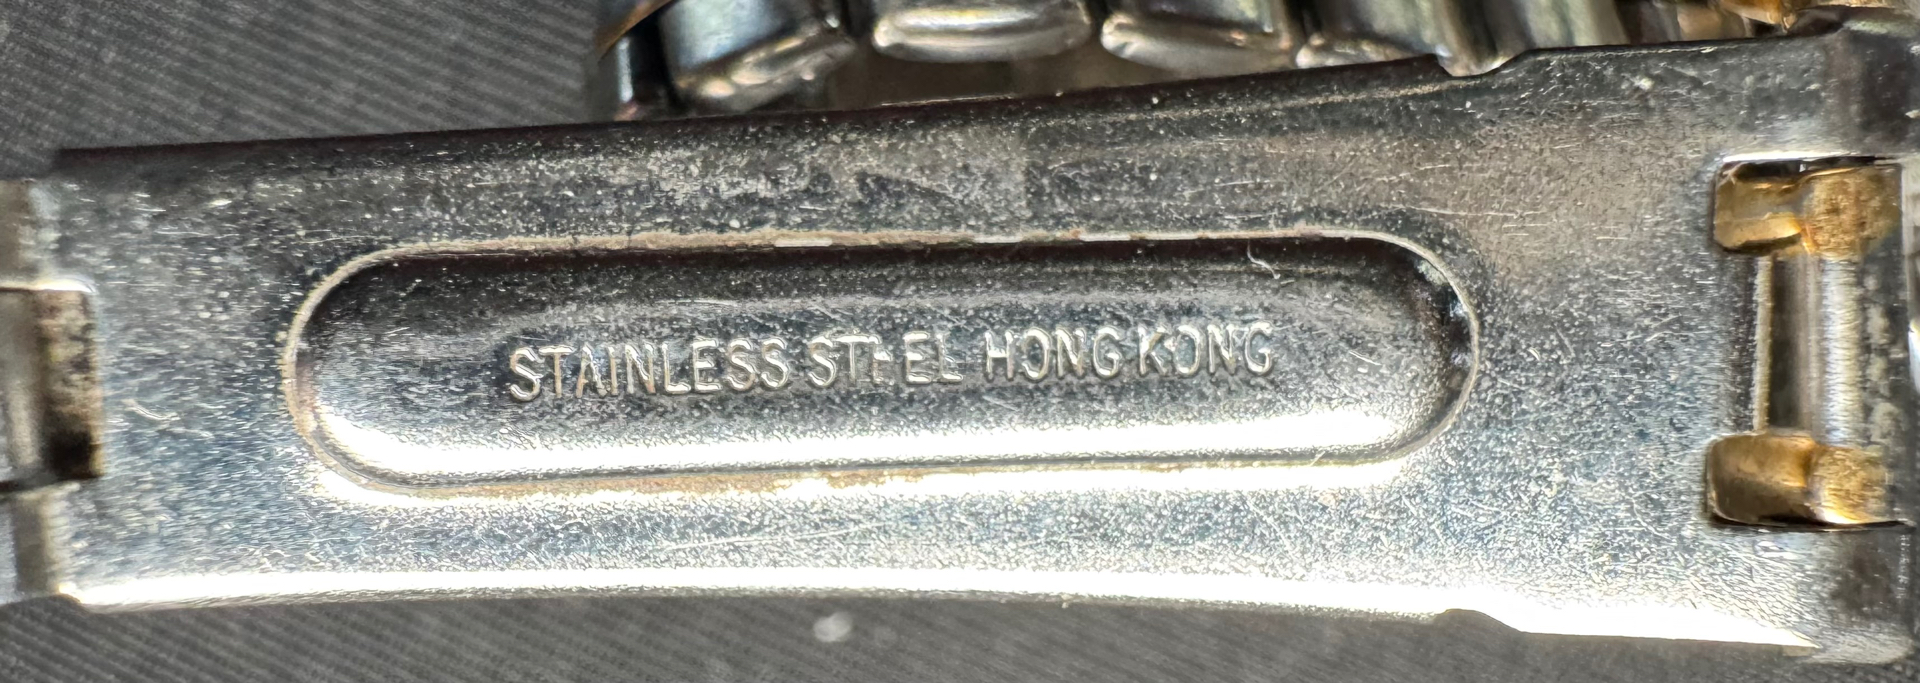 STAINLESS STEEL HONG KONG